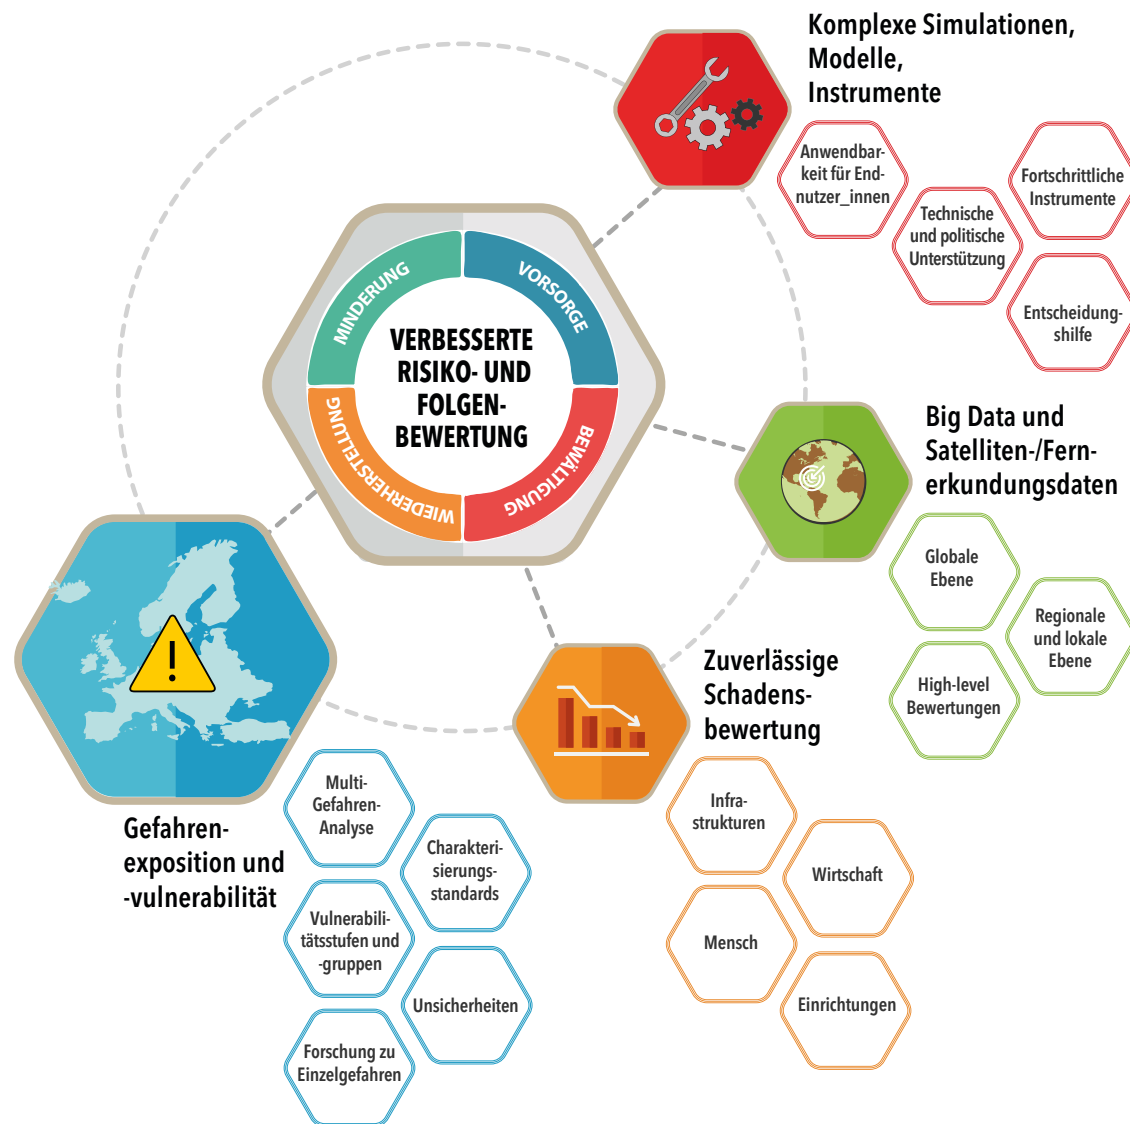 Komplexe Simulationen,
Modelle,
Instrumente
Anwendbar-
keit für End-
nutzer_innen
Fortschrittliche
Instrumente
Technische
und politische
Unterstützung
Entscheidung-
shilfe
MINDERUNG
VORSORGE
BEWÄLTIGUNG
WIEDERHERSTELLUNG
VERBESSERTE
RISIKO- UND
FOLGEN-
BEWERTUNG
Big Data und
Satelliten-/Fern-
erkundungsdaten
Globale
Ebene
Regionale
und lokale
Ebene
High-level
Bewertungen
Zuverlässige
Schadens-
bewertung
Infra-
strukturen
Wirtschaft
Mensch
Einrichtungen
Gefahren-
exposition und
-vulnerabilität
Multi-
Gefahren-
Analyse
Charakteri-
sierungs-
standards
Vulnerabili-
tätsstufen und
-gruppen
Unsicherheiten
Forschung zu
Einzelgefahren